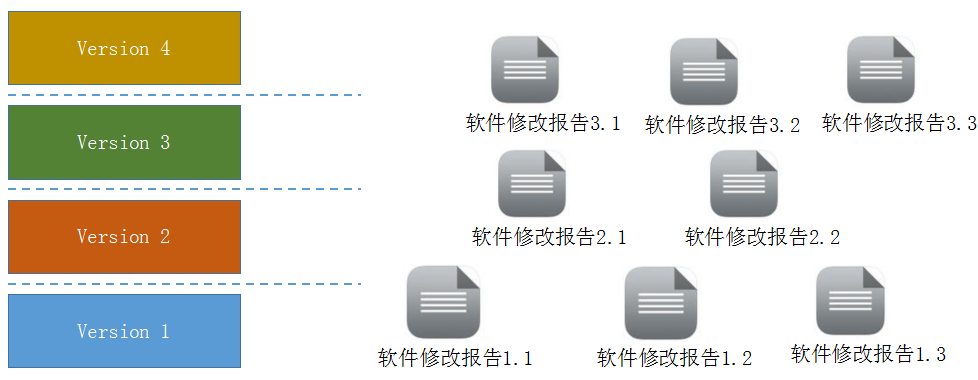 Version 4
软件修改报告3.1
软件修改报告3.2
软件修改报告3.3
Version 3
软件修改报告2.1
软件修改报告2.2
Version 2
Version 1
软件修改报告1.1
软件修改报告1.2
软件修改报告1.3